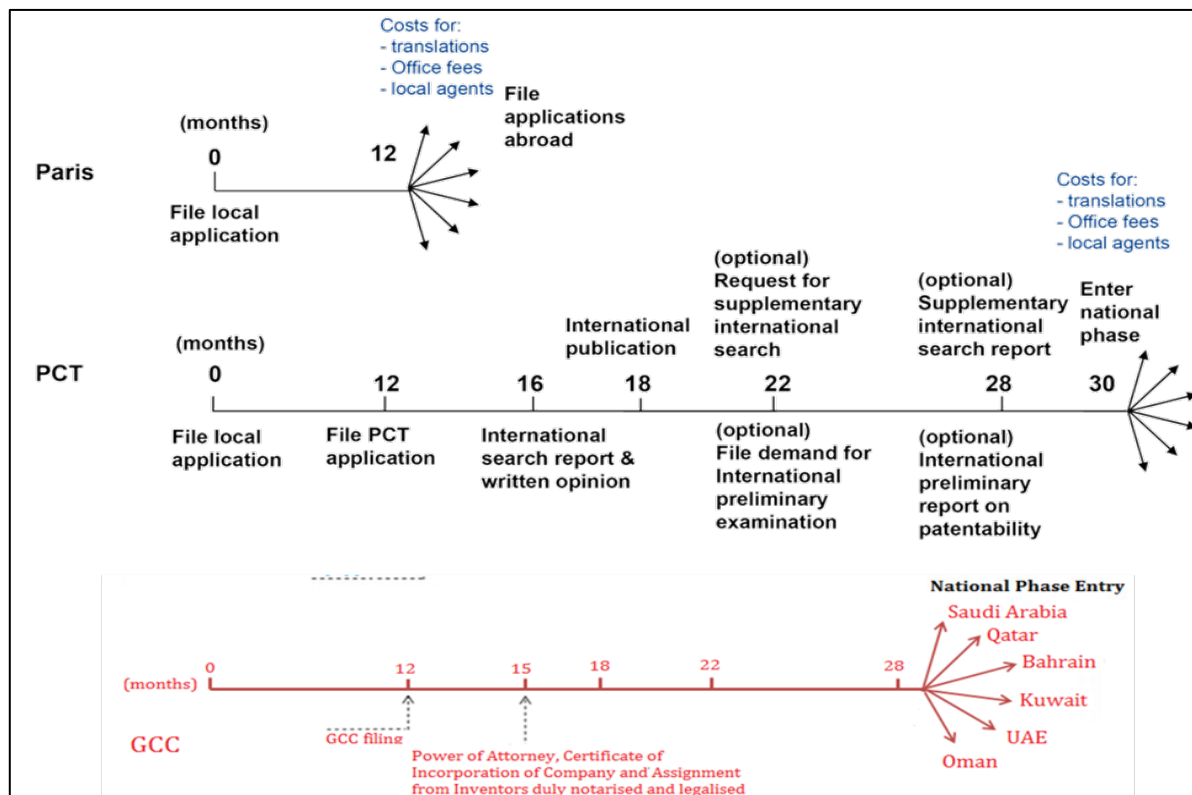 Costs for:
- translations
- Office fees
- local agents
File
applications
abroad
(months)
0
12
Paris
File local
application
Costs for:
- translations
- Office fees
- local agents
(optional)
Request for
supplementary
international
search
(optional)
Supplementary
international
search report
Enter
national
phase
International
publication
(months)
PCT
0
12
16
18
22
28
30
File local
application
File PCT
application
International
search report &
written opinion
(optional)
File demand for
International
preliminary
examination
(optional)
International
preliminary
report on
patentability
National Phase Entry
Saudi Arabia
Qatar
Bahrain
Kuwait
UAE
Oman
0
12
15
18
22
28
(months)
GCC
GCC filing
Power of Attorney, Certificate of
Incorporation of Company and Assignment
from Inventors duly notarised and legalised